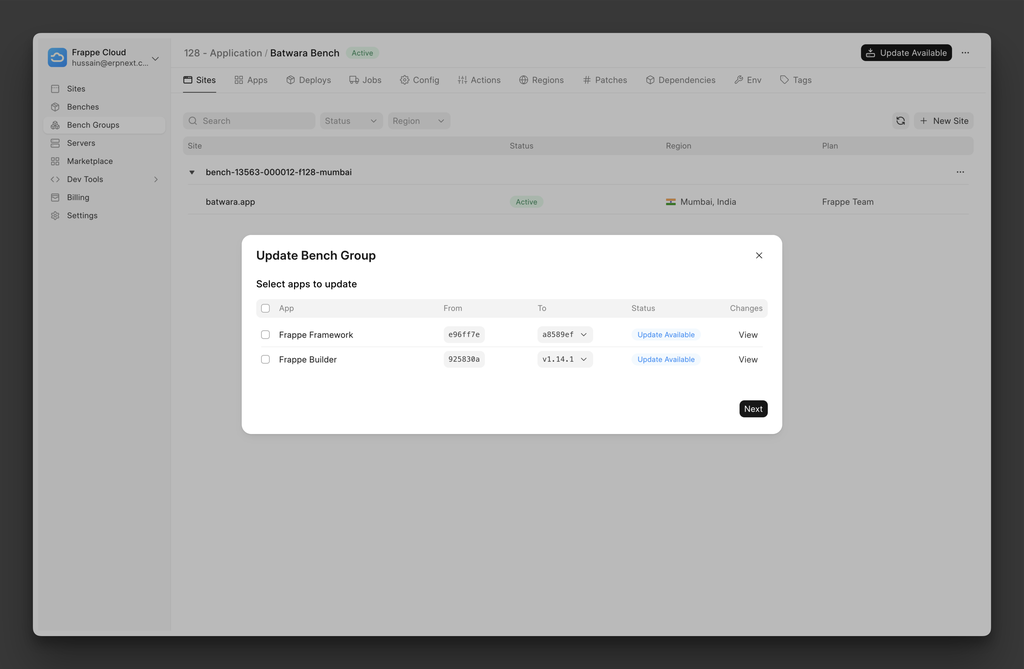 Frappe Cloud
hussain@erpnext.c...
Sites
Benches
Bench Groups
Servers
Marketplace
Dev Tools
Billing
Settings
128 - Application / Batwara Bench Active
Update Available
Sites Apps Deploys Jobs Config Actions Regions Patches Dependencies Env Tags
Search Status Region
New Site
Site Status Region Plan
bench-13563-000012-f128-mumbai
batwara.app Active Mumbai, India Frappe Team
Update Bench Group
Select apps to update
App From To Status Changes
Frappe Framework e96ff7e a8589ef Update Available View
Frappe Builder 925830a v1.14.1 Update Available View
Next